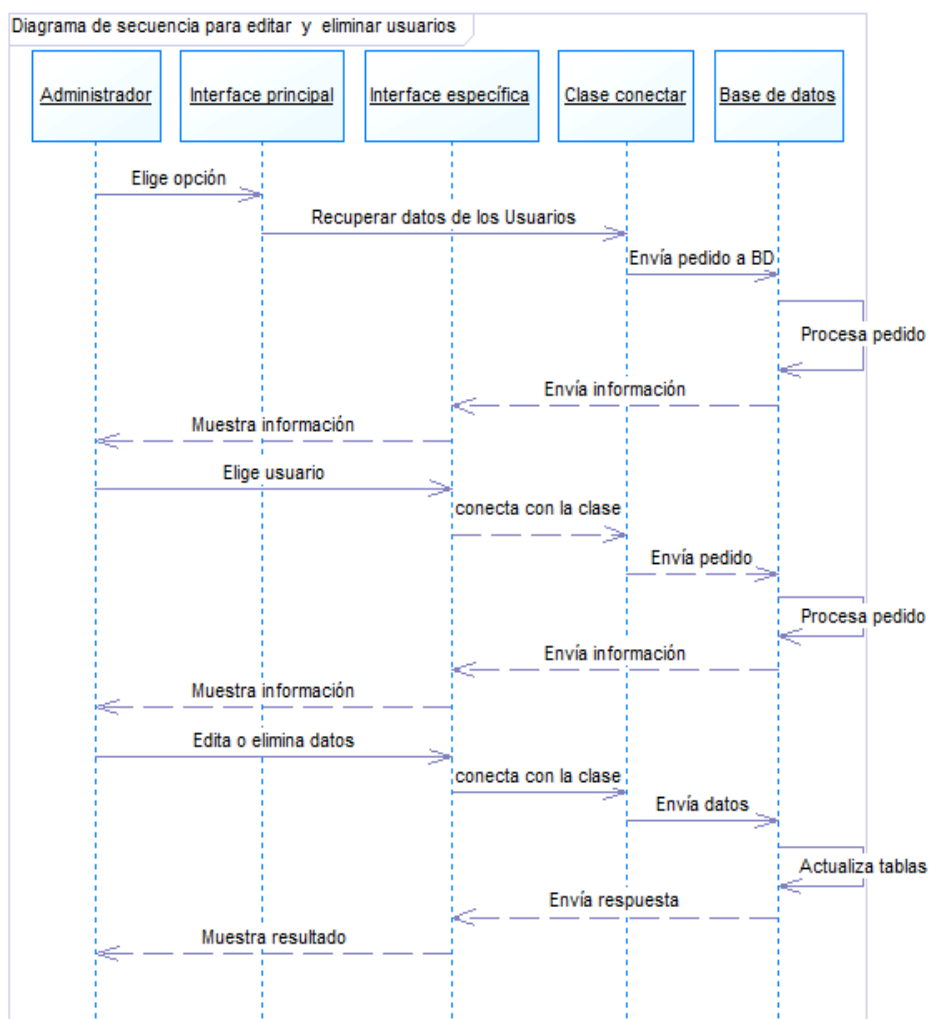 Diagrama de secuencia para editar y eliminar usuarios
Administrador
Interface principal
Interface específica
Clase conectar
Base de datos
Elige opción
Recuperar datos de los Usuarios
Envía pedido a BD
Procesa pedido
Envía información
Muestra información
Elige usuario
conecta con la clase
Envía pedido
Procesa pedido
Envía información
Muestra información
Edita o elimina datos
conecta con la clase
Envía datos
Actualiza tablas
Envía respuesta
Muestra resultado